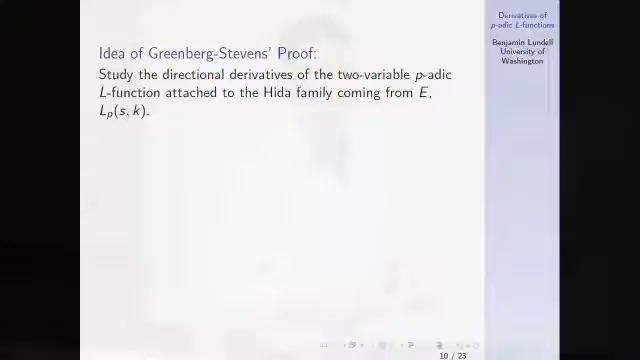 Derivatives of
p-adic L-functions
Benjamin Lundell
University of
Washington
Idea of Greenberg-Stevens' Proof:
Study the directional derivatives of the two-variable p-adic
L-function attached to the Hida family coming from E,
Lₚ(s, k).
10 / 23